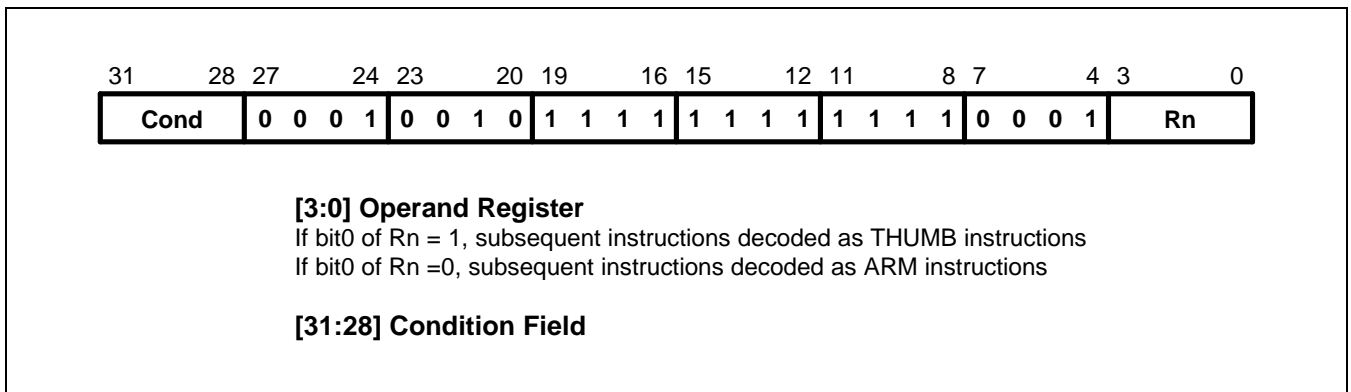 31 28 27 24 23 20 19 16 15 12 11 8 7 4 3 0
Cond 0 0 0 1 0 0 1 0 1 1 1 1 1 1 1 1 1 1 1 1 0 0 0 1 Rn
[3:0] Operand Register
If bit0 of Rn = 1, subsequent instructions decoded as THUMB instructions
If bit0 of Rn =0, subsequent instructions decoded as ARM instructions
[31:28] Condition Field